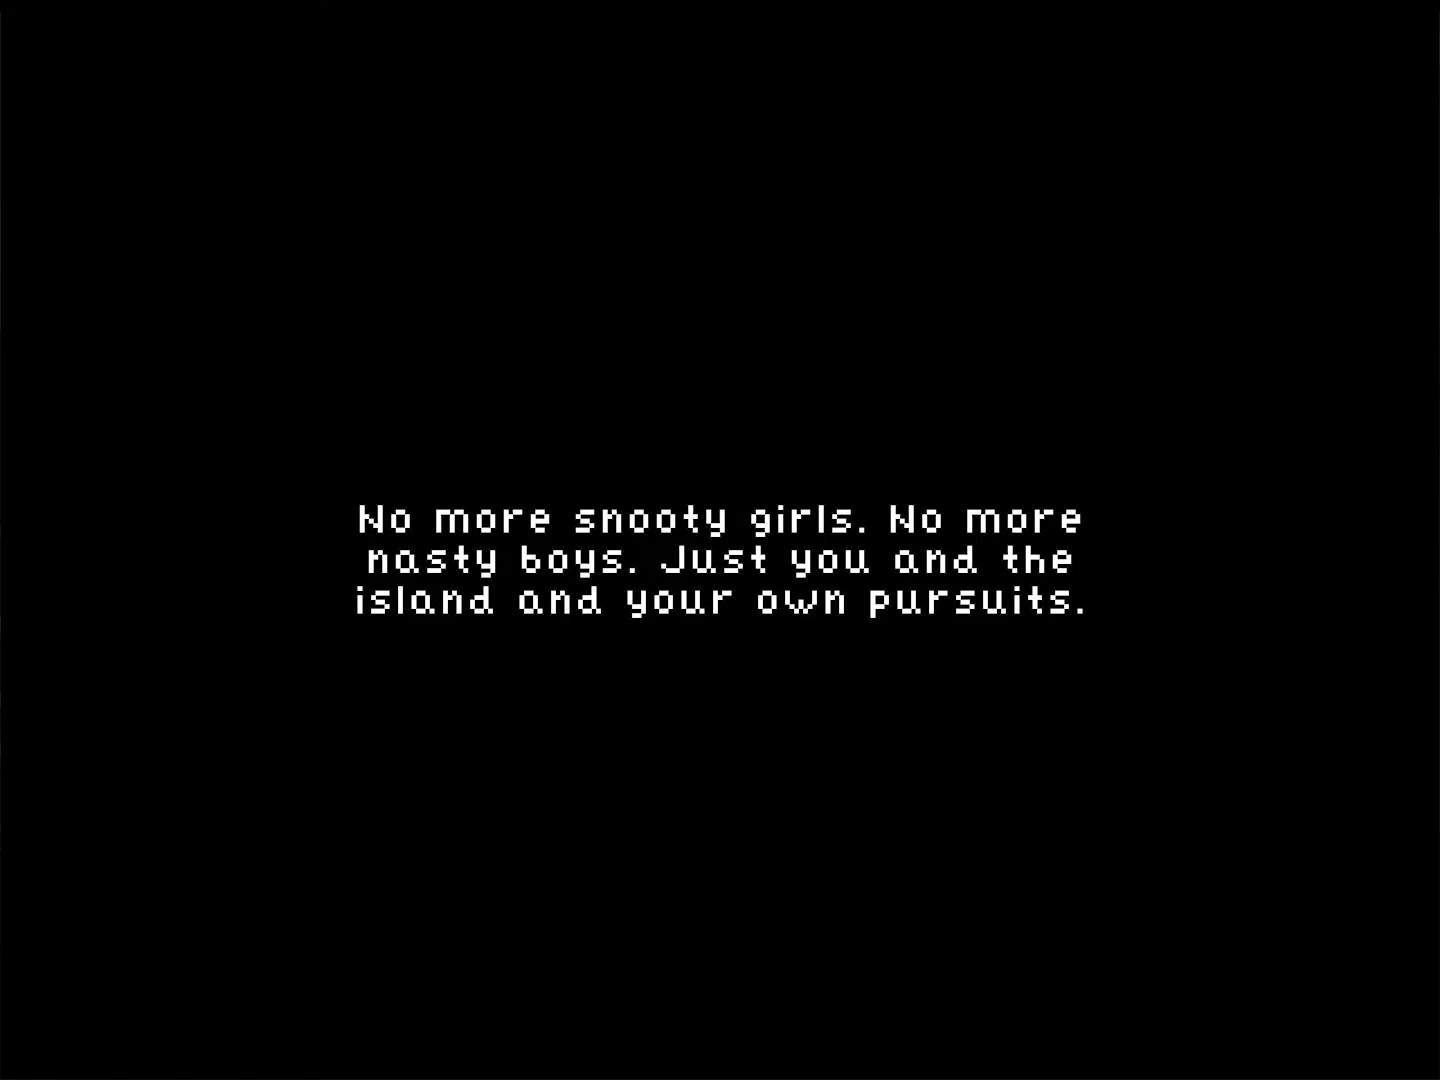 No more snooty girls. No more
nasty boys. Just you and the
island and your own pursuits.